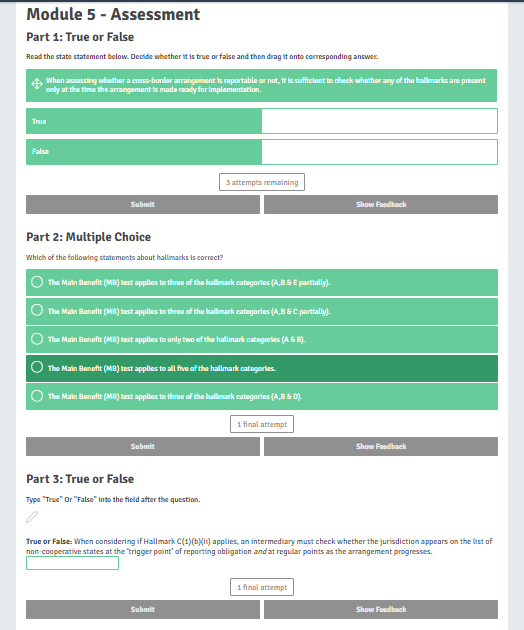 Module 5 - Assessment
Part 1: True or False
Read the state statement below. Decide whether it is true or false and then drag it onto corresponding answer.
When assessing whether a cross-border arrangement is reportable or not, it is sufficient to check whether any of the hallmarks are present
only at the time the arrangement is made ready for implementation.
True
False
3 attempts remaining
Submit
Show Feedback
Part 2: Multiple Choice
Which of the following statements about hallmarks is correct?
The Main Benefit (MB) test applies to three of the hallmark categories (A,B & E partially).
The Main Benefit (MB) test applies to three of the hallmark categories (A,B & C partially).
The Main Benefit (MB) test applies to only two of the hallmark categories (A & B).
The Main Benefit (MB) test applies to all five of the hallmark categories.
The Main Benefit (MB) test applies to three of the hallmark categories (A,B & D).
1 final attempt
Submit
Show Feedback
Part 3: True or False
Type "True" Or "False" into the field after the question.
True or False: When considering if Hallmark C(1)(b)(ii) applies, an intermediary must check whether the jurisdiction appears on the list of
non-cooperative states at the 'trigger point' of reporting obligation and at regular points as the arrangement progresses.
1 final attempt
Submit
Show Feedback